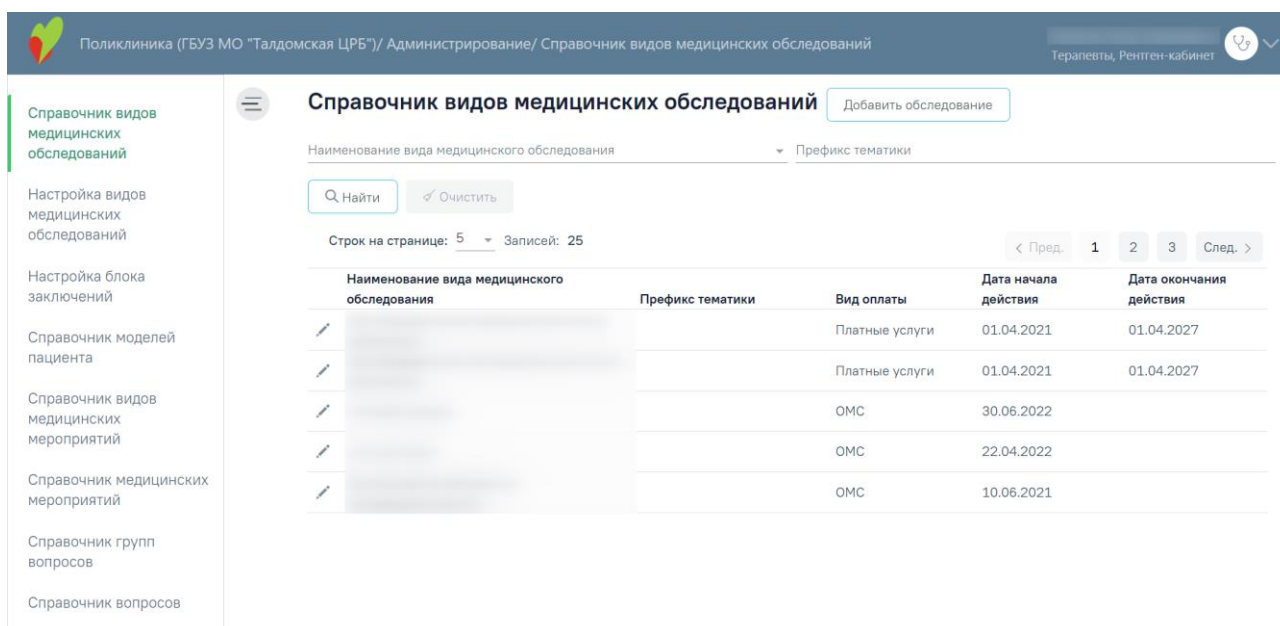 Поликлиника (ГБУЗ МО "Талдомская ЦРБ")/ Администрирование/ Справочник видов медицинских обследований
Терапевты, Рентген-кабинет
Справочник видов
медицинских
обследований
Настройка видов
медицинских
обследований
Настройка блока
заключений
Справочник моделей
пациента
Справочник видов
медицинских
мероприятий
Справочник медицинских
мероприятий
Справочник групп
вопросов
Справочник вопросов
Справочник видов медицинских обследований
Добавить обследование
Наименование вида медицинского обследования
Префикс тематики
Найти
Очистить
Строк на странице: 5 Записей: 25
< Пред. 1 2 3 След. >
Наименование вида медицинского
обследования
Префикс тематики
Вид оплаты
Дата начала
действия
Дата окончания
действия
Платные услуги 01.04.2021 01.04.2027
Платные услуги 01.04.2021 01.04.2027
ОМС 30.06.2022
ОМС 22.04.2022
ОМС 10.06.2021